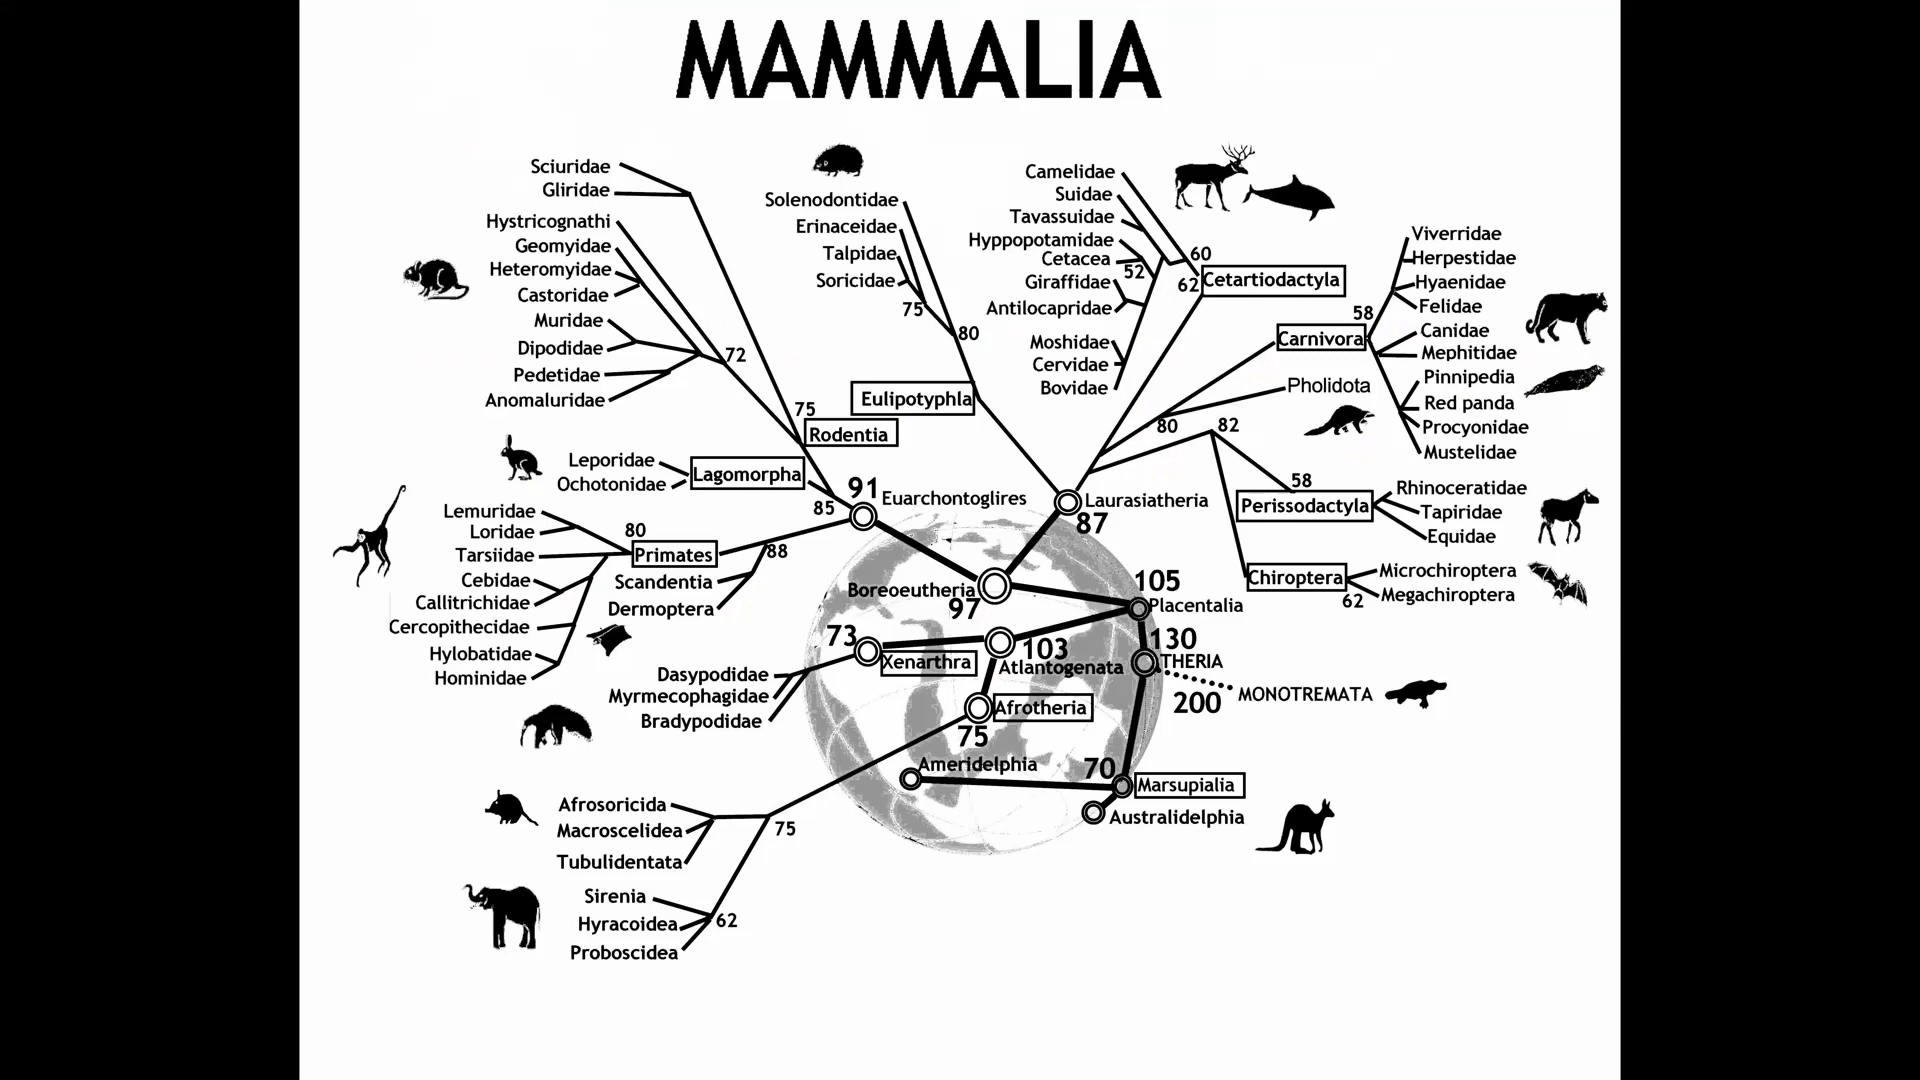 MAMMALIA
Sciuridae
Gliridae
Hystricognathi
Geomyidae
Heteromyidae
Castoridae
Muridae
Dipodidae
Pedetidae
Anomaluridae
72
75
Rodentia
Solenodontidae
Erinaceidae
Talpidae
Soricidae
75
80
Eulipotyphla
Camelidae
Suidae
Tavassuidae
Hyppopotamidae
Cetacea
52
Giraffidae
Antilocapridae
Moshidae
Cervidae
Bovidae
60
62
Cetartiodactyla
Viverridae
Herpestidae
Hyaenidae
Felidae
58
Carnivora
Canidae
Mephitidae
Pinnipedia
Red panda
Procyonidae
Mustelidae
Pholidota
80
82
58
Perissodactyla
Rhinoceratidae
Tapiridae
Equidae
Chiroptera
62
Microchiroptera
Megachiroptera
Leporidae
Ochotonidae
Lagomorpha
85
91
Euarchontoglires
Laurasiatheria
87
Lemuridae
Loridae
Tarsiidae
Cebidae
Callitrichidae
Cercopithecidae
Hylobatidae
Hominidae
80
Primates
88
Scandentia
Dermoptera
Boreoeutheria
97
105
Placentalia
130
THERIA
200
MONOTREMATA
73
Xenarthra
103
Atlantogenata
Dasypodidae
Myrmecophagidae
Bradypodidae
Afrotheria
75
Ameridelphia
70
Marsupialia
Australidelphia
Afrosoricida
Macroscelidea
Tubulidentata
75
Sirenia
Hyracoidea
Proboscidea
62